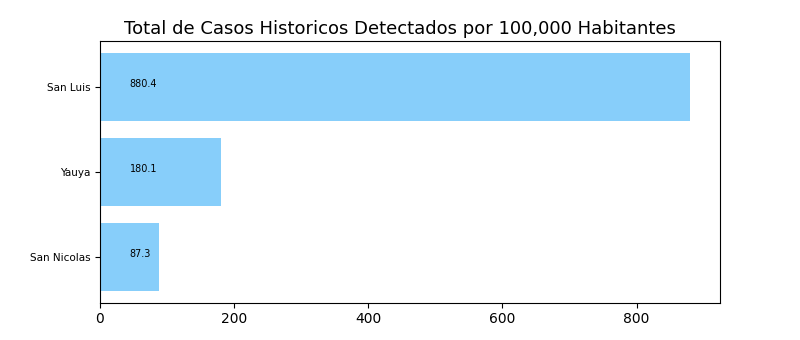 Total de Casos Historicos Detectados por 100,000 Habitantes
San Luis 880.4
Yauya 180.1
San Nicolas 87.3
0 200 400 600 800